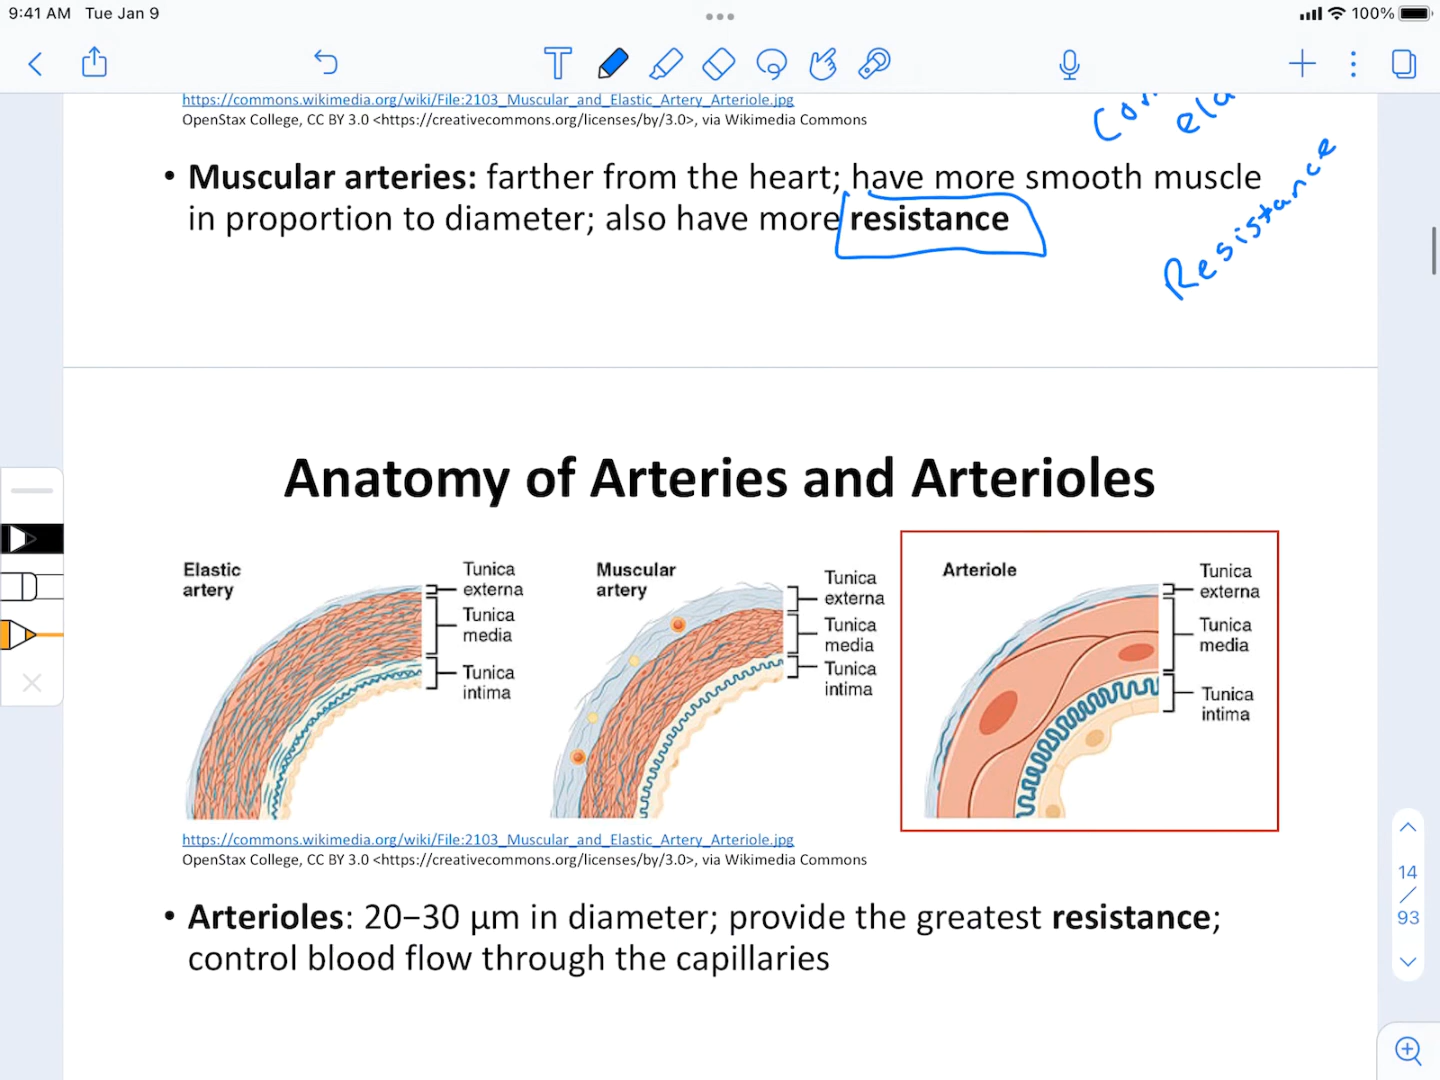 9:41 AM Tue Jan 9
100%
https://commons.wikimedia.org/wiki/File:2103_Muscular_and_Elastic_Artery_Arteriole.jpg
OpenStax College, CC BY 3.0 <https://creativecommons.org/licenses/by/3.0>, via Wikimedia Commons
• Muscular arteries: farther from the heart; have more smooth muscle
in proportion to diameter; also have more resistance
Resistance
Anatomy of Arteries and Arterioles
Elastic
artery
Tunica
externa
Tunica
media
Tunica
intima
Muscular
artery
Tunica
externa
Tunica
media
Tunica
intima
Arteriole
Tunica
externa
Tunica
media
Tunica
intima
https://commons.wikimedia.org/wiki/File:2103_Muscular_and_Elastic_Artery_Arteriole.jpg
OpenStax College, CC BY 3.0 <https://creativecommons.org/licenses/by/3.0>, via Wikimedia Commons
• Arterioles: 20–30 µm in diameter; provide the greatest resistance;
control blood flow through the capillaries
14
/
93